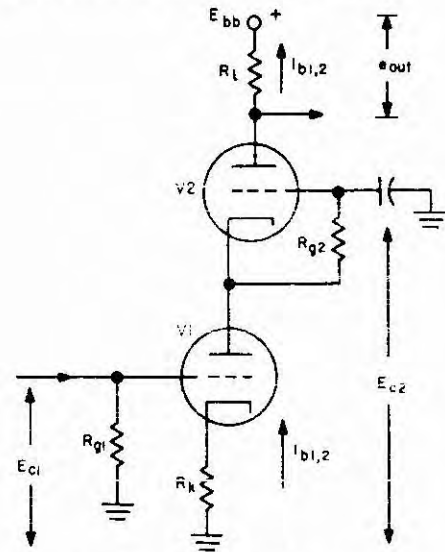 Ebb +
RL
Ib1,2
eout
V2
Rg2
V1
Ec2
Ec1
Rg1
Rk
Ib1,2